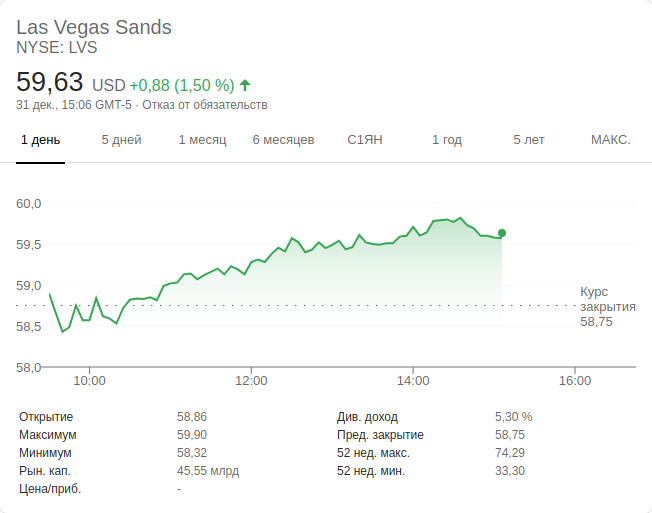 Las Vegas Sands
NYSE: LVS
59,63 USD +0,88 (1,50 %)
31 дек., 15:06 GMT-5 · Отказ от обязательств
1 день 5 дней 1 месяц 6 месяцев С1ЯН 1 год 5 лет МАКС.
60,0
59,5
59,0
58,5
58,0
Курс
закрытия
58,75
10:00 12:00 14:00 16:00
Открытие 58,86 Див. доход 5,30 %
Максимум 59,90 Пред. закрытие 58,75
Минимум 58,32 52 нед. макс. 74,29
Рын. кап. 45,55 млрд 52 нед. мин. 33,30
Цена/приб. -